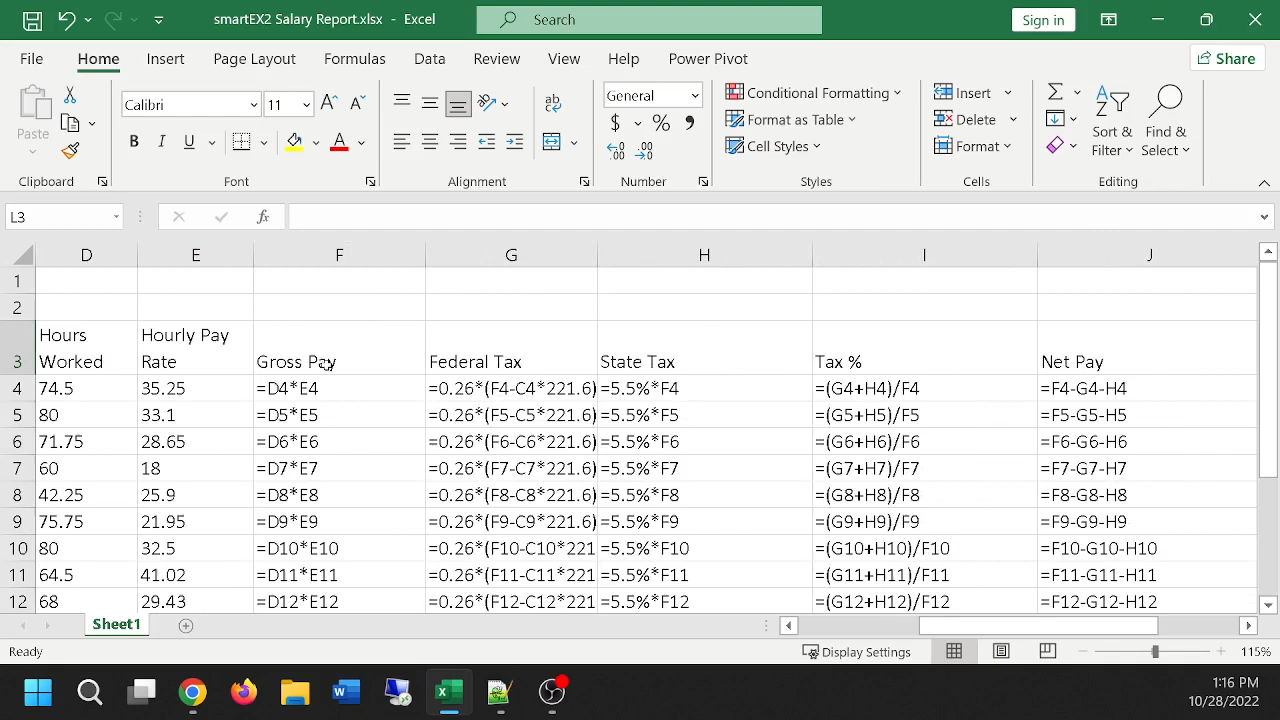 smartEX2 Salary Report.xlsx - Excel
Search
Sign in
File Home Insert Page Layout Formulas Data Review View Help Power Pivot
Share
Paste
Calibri 11 A^ Aˇ
ab
General
Conditional Formatting
Format as Table
Cell Styles
Insert
Delete
Format
Sort & Filter
Find & Select
B I U A
$ % 9
.00 .00
Clipboard Font Alignment Number Styles Cells Editing
L3 fx
D E F G H I J
1
2
3 Hours Worked Hourly Pay Rate Gross Pay Federal Tax State Tax Tax % Net Pay
4 74.5 35.25 =D4*E4 =0.26*(F4-C4*221.6) =5.5%*F4 =(G4+H4)/F4 =F4-G4-H4
5 80 33.1 =D5*E5 =0.26*(F5-C5*221.6) =5.5%*F5 =(G5+H5)/F5 =F5-G5-H5
6 71.75 28.65 =D6*E6 =0.26*(F6-C6*221.6) =5.5%*F6 =(G6+H6)/F6 =F6-G6-H6
7 60 18 =D7*E7 =0.26*(F7-C7*221.6) =5.5%*F7 =(G7+H7)/F7 =F7-G7-H7
8 42.25 25.9 =D8*E8 =0.26*(F8-C8*221.6) =5.5%*F8 =(G8+H8)/F8 =F8-G8-H8
9 75.75 21.95 =D9*E9 =0.26*(F9-C9*221.6) =5.5%*F9 =(G9+H9)/F9 =F9-G9-H9
10 80 32.5 =D10*E10 =0.26*(F10-C10*221 =5.5%*F10 =(G10+H10)/F10 =F10-G10-H10
11 64.5 41.02 =D11*E11 =0.26*(F11-C11*221 =5.5%*F11 =(G11+H11)/F11 =F11-G11-H11
12 68 29.43 =D12*E12 =0.26*(F12-C12*221 =5.5%*F12 =(G12+H12)/F12 =F12-G12-H12
Sheet1
Ready
Display Settings
115%
1:16 PM
10/28/2022